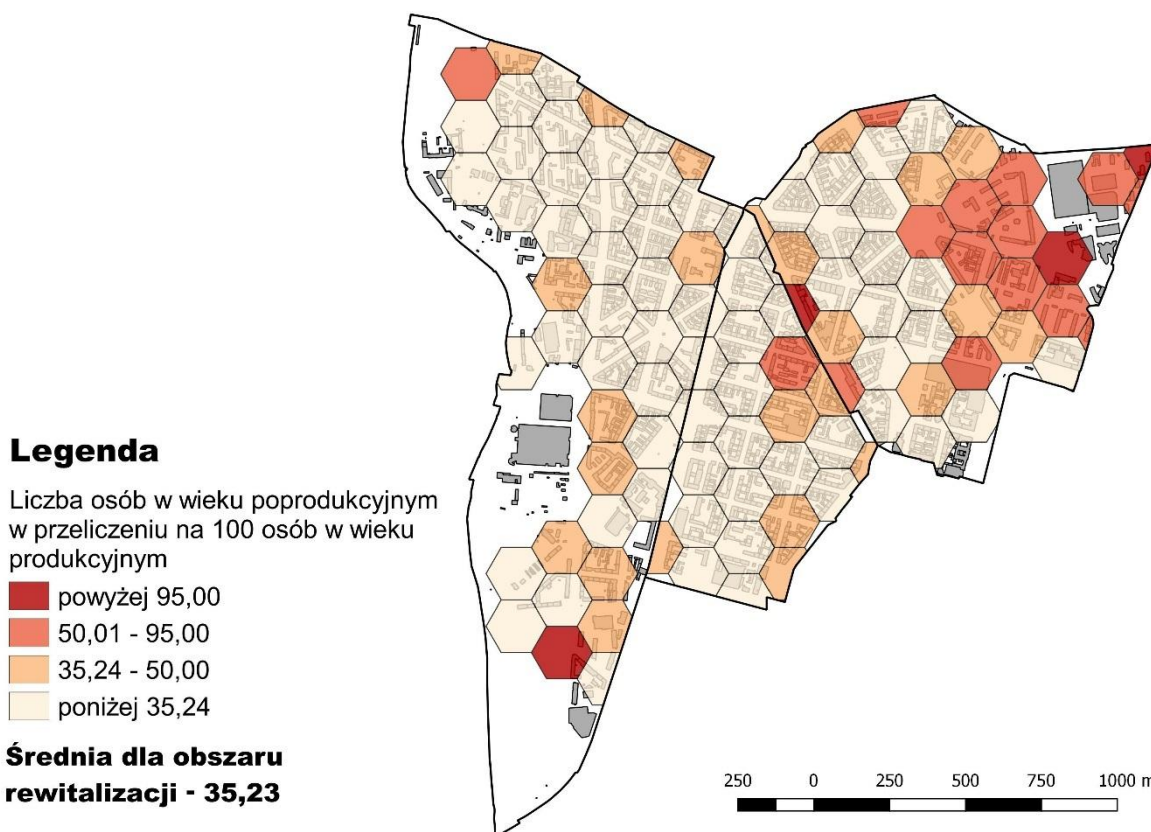 Legenda
Liczba osób w wieku poprodukcyjnym
w przeliczeniu na 100 osób w wieku
produkcyjnym
powyżej 95,00
50,01 - 95,00
35,24 - 50,00
poniżej 35,24
Średnia dla obszaru
rewitalizacji - 35,23
250 0 250 500 750 1000 m